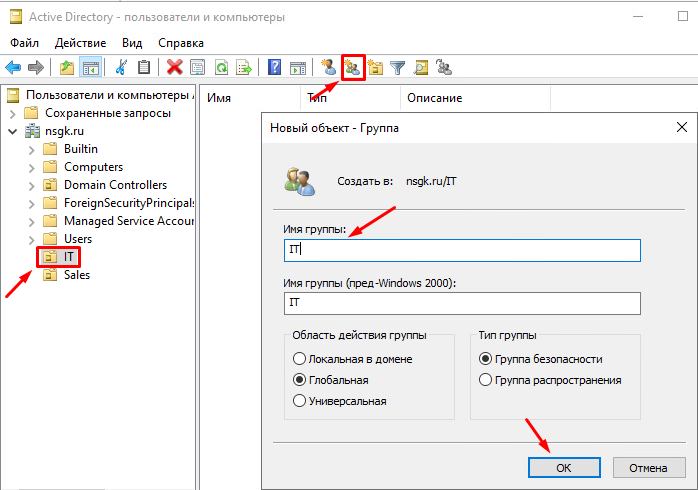 Active Directory - пользователи и компьютеры
Файл Действие Вид Справка
Пользователи и компьютеры
Сохраненные запросы
nsgk.ru
Builtin
Computers
Domain Controllers
ForeignSecurityPrincipals
Managed Service Accoun
Users
IT
Sales
Имя Тип Описание
Новый объект - Группа
Создать в: nsgk.ru/IT
Имя группы:
IT
Имя группы (пред-Windows 2000):
IT
Область действия группы
Локальная в домене
Глобальная
Универсальная
Тип группы
Группа безопасности
Группа распространения
ОК Отмена